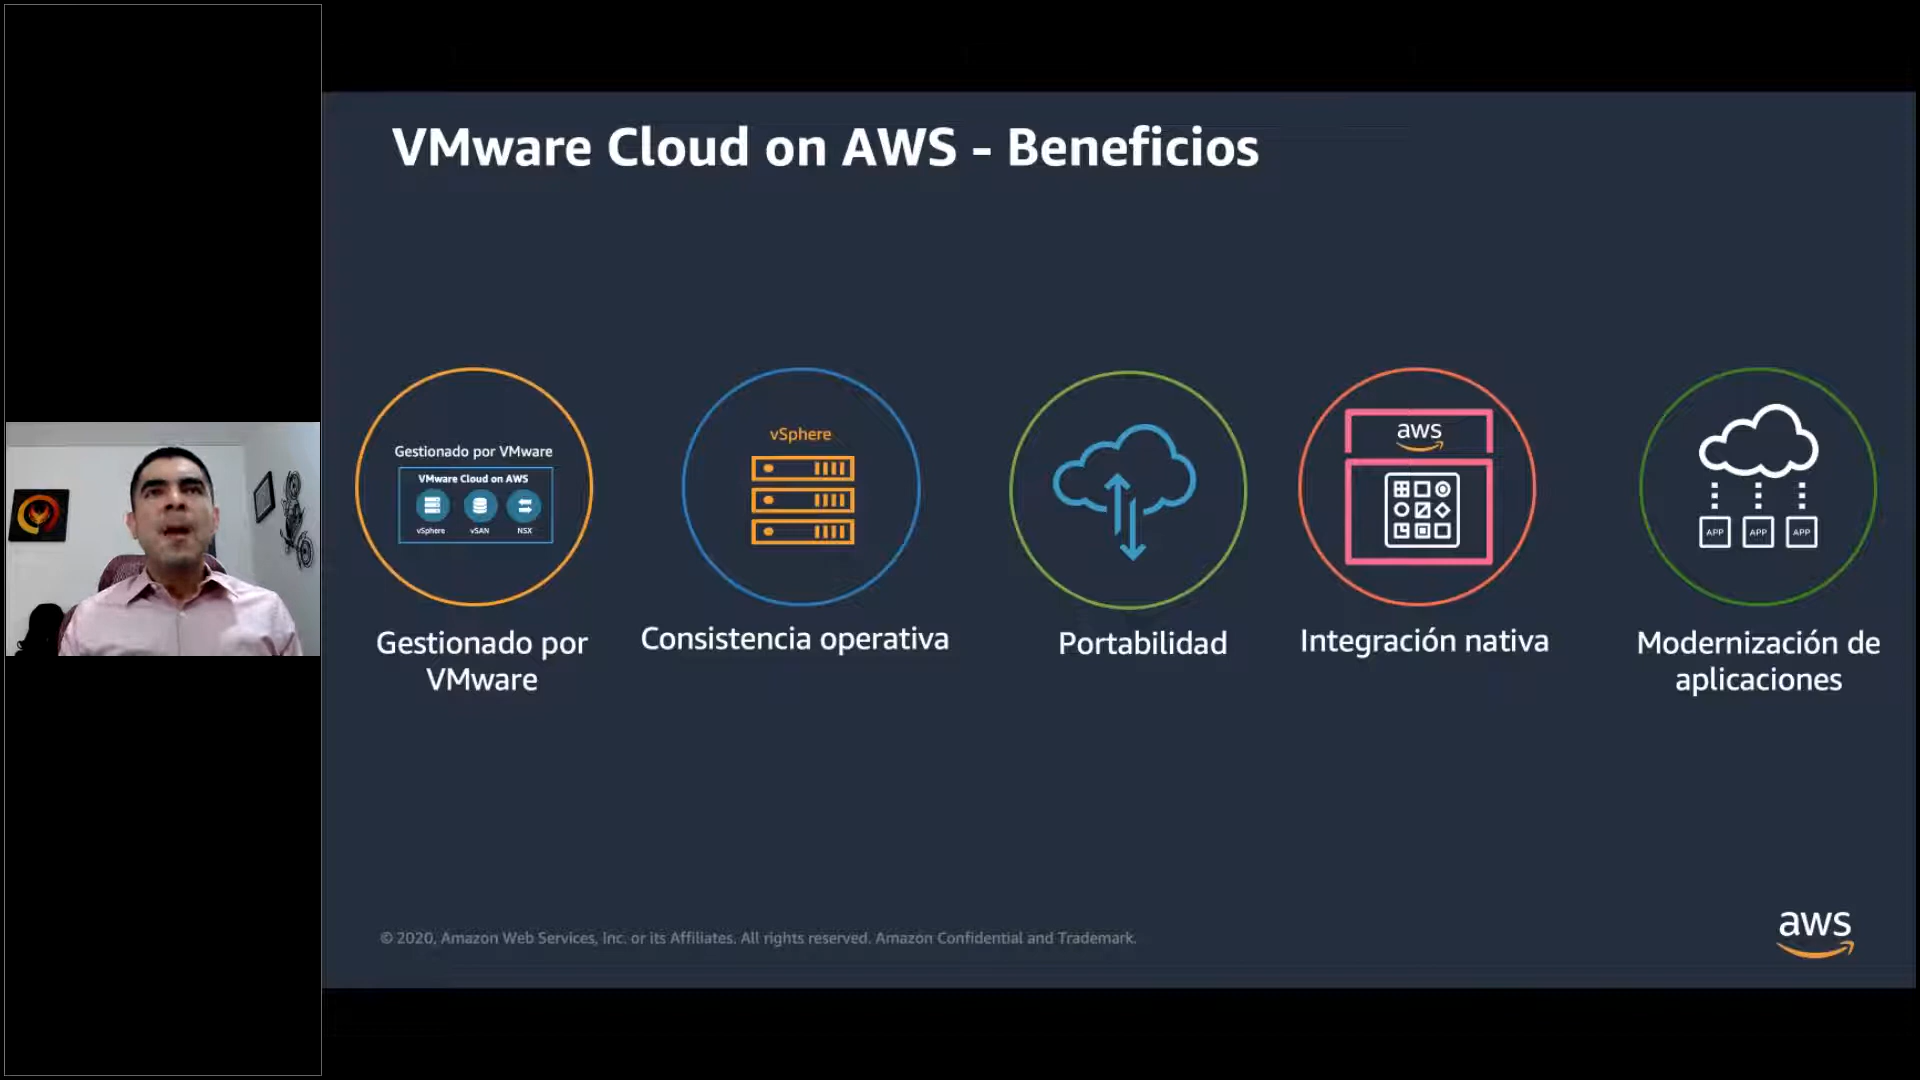 VMware Cloud on AWS - Beneficios
Gestionado por VMware
VMware Cloud on AWS
vSphere vSAN NSX
Gestionado por
VMware
vSphere
Consistencia operativa
Portabilidad
aws
Integración nativa
APP APP APP
Modernización de
aplicaciones
© 2020, Amazon Web Services, Inc. or its Affiliates. All rights reserved. Amazon Confidential and Trademark.
aws